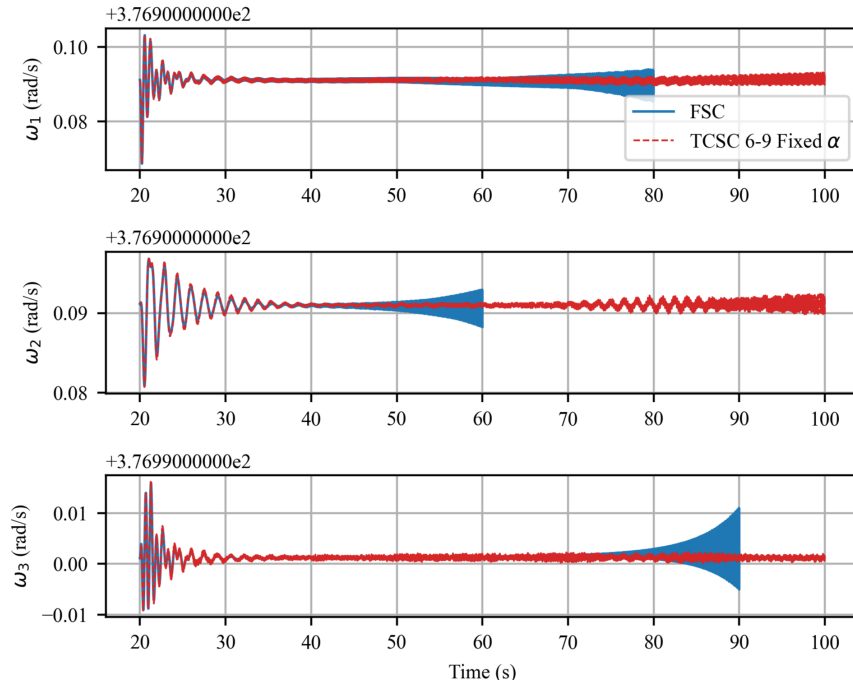 +3.7690000000e2
0.10
0.08
ω1 (rad/s)
20 30 40 50 60 70 80 90 100
FSC
TCSC 6-9 Fixed α
+3.7690000000e2
0.09
0.08
ω2 (rad/s)
20 30 40 50 60 70 80 90 100
+3.7699000000e2
0.01
0.00
−0.01
ω3 (rad/s)
20 30 40 50 60 70 80 90 100
Time (s)